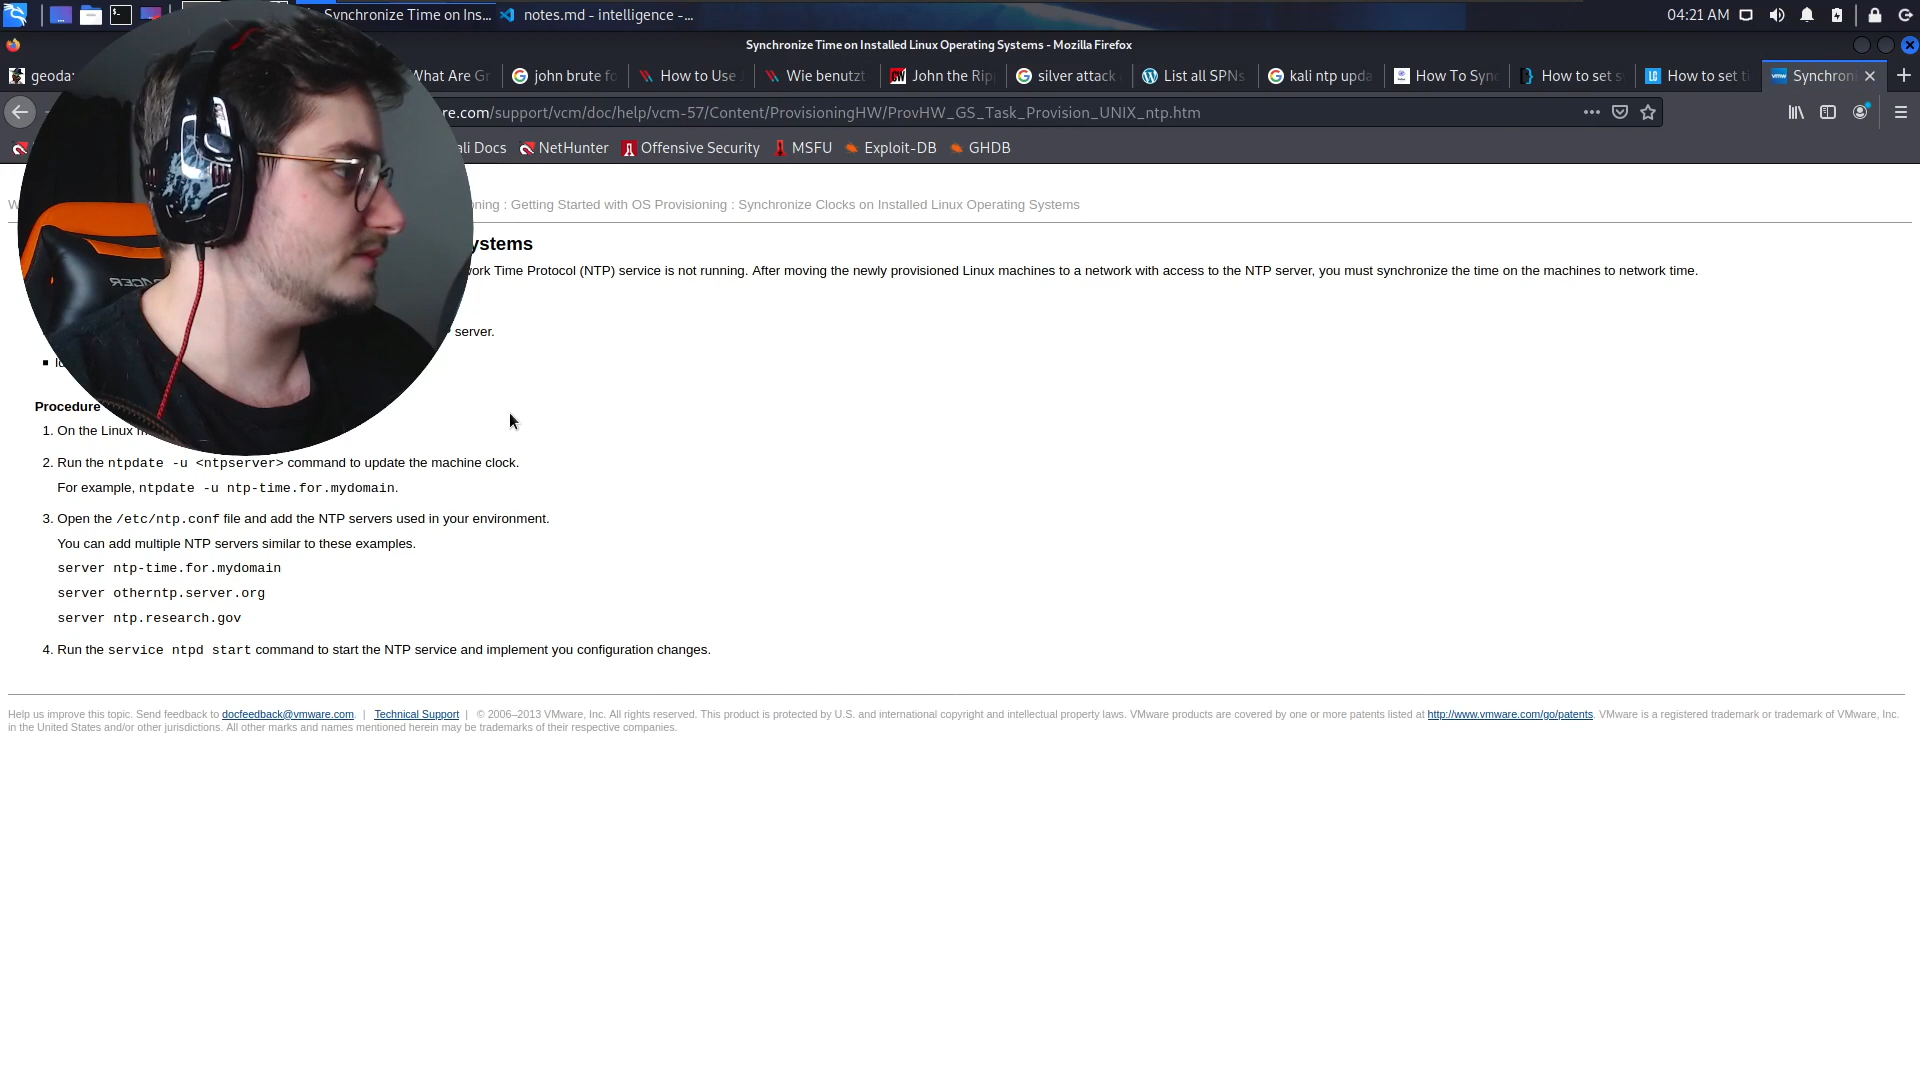 Synchronize Time on Ins...
notes.md - intelligence -...
04:21 AM
Synchronize Time on Installed Linux Operating Systems - Mozilla Firefox
What Are Gr
john brute fo
How to Use
Wie benutzt
John the Rip
silver attack
List all SPNs
kali ntp upda
How To Sync
How to set s
How to set ti
Synchroni
re.com/support/vcm/doc/help/vcm-57/Content/ProvisioningHW/ProvHW_GS_Task_Provision_UNIX_ntp.htm
ali Docs
NetHunter
Offensive Security
MSFU
Exploit-DB
GHDB
ning : Getting Started with OS Provisioning : Synchronize Clocks on Installed Linux Operating Systems
ystems
ork Time Protocol (NTP) service is not running. After moving the newly provisioned Linux machines to a network with access to the NTP server, you must synchronize the time on the machines to network time.
server.
Procedure
1. On the Linux
2. Run the ntpdate -u <ntpserver> command to update the machine clock.
For example, ntpdate -u ntp-time.for.mydomain.
3. Open the /etc/ntp.conf file and add the NTP servers used in your environment.
You can add multiple NTP servers similar to these examples.
server ntp-time.for.mydomain
server otherntp.server.org
server ntp.research.gov
4. Run the service ntpd start command to start the NTP service and implement you configuration changes.
Help us improve this topic. Send feedback to docfeedback@vmware.com. | Technical Support | © 2006–2013 VMware, Inc. All rights reserved. This product is protected by U.S. and international copyright and intellectual property laws. VMware products are covered by one or more patents listed at http://www.vmware.com/go/patents. VMware is a registered trademark or trademark of VMware, Inc.
in the United States and/or other jurisdictions. All other marks and names mentioned herein may be trademarks of their respective companies.